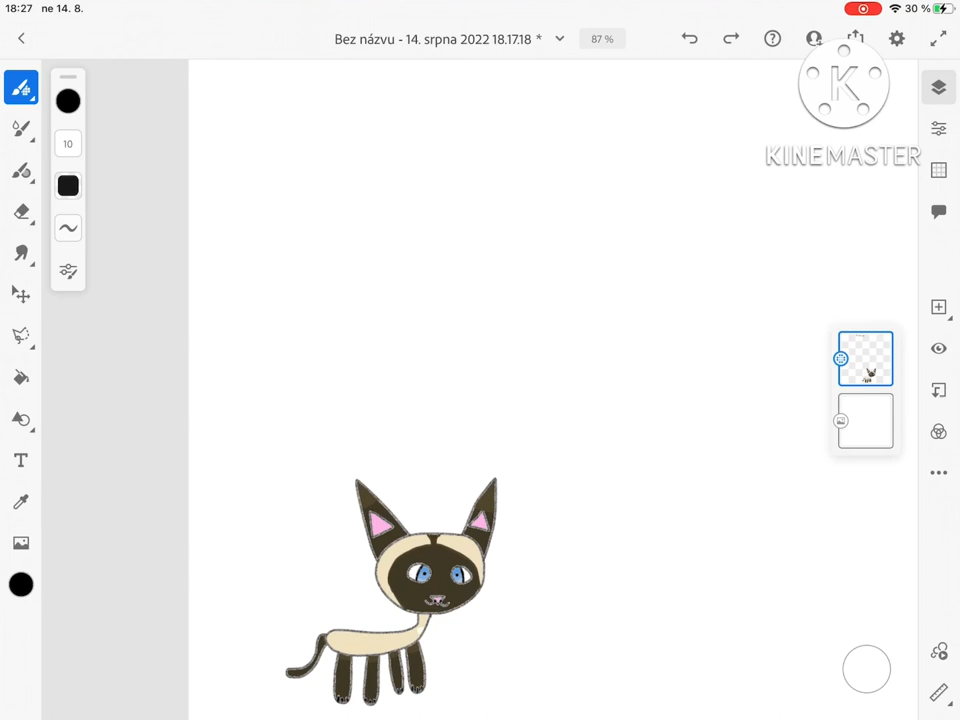 18:27 ne 14. 8. 30 %
Bez názvu - 14. srpna 2022 18.17.18 * 87 %
K
KINEMASTER
10
T